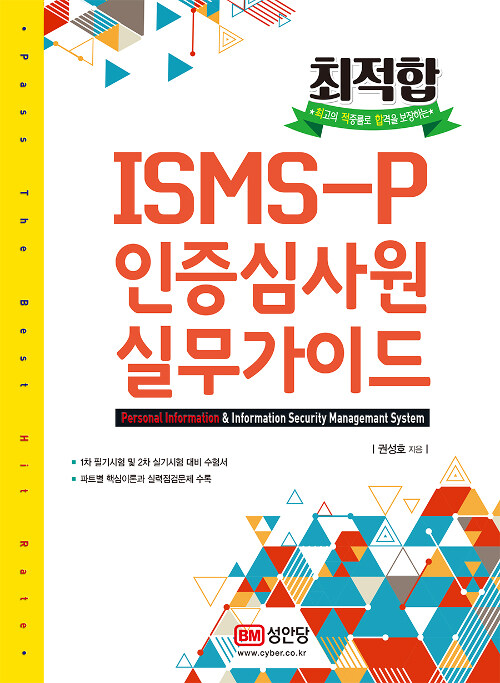 • Pass The Best Hit Rate •
최적합
★최고의 적중률로 합격을 보장하는★
ISMS-P
인증심사원
실무가이드
Personal Information & Information Security Managemant System
| 권성호 지음 |
■ 1차 필기시험 및 2차 실기시험 대비 수험서
■ 파트별 핵심이론과 실력점검문제 수록
BM 성안당
www.cyber.co.kr